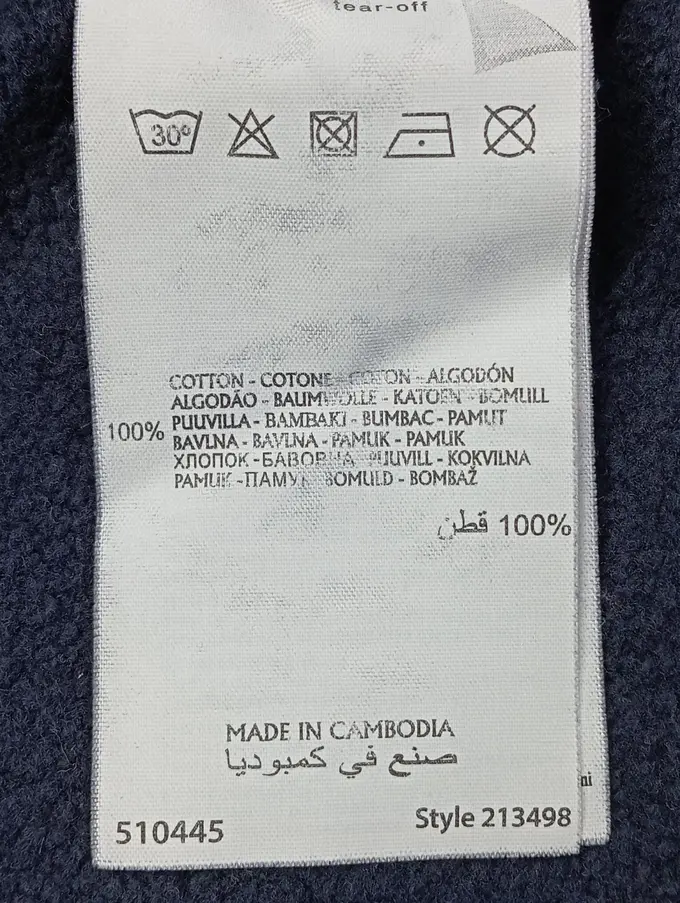 tear-off
30°
COTTON - COTONE - COTON - ALGODÓN
ALGODÃO - BAUMWOLLE - KATOEN - BOMULL
100% PUUVILLA - BAMBAKI - BUMBAC - PAMUT
BAVLNA - BAVLNA - PAMUK - PAMUK
ХЛОПОК - БАВОВНА PUUVILL - KOKVILNA
PAMUK - ПАМУК BOMULD - BOMBAŽ
100% قطن
MADE IN CAMBODIA
صنع في كمبوديا
ni
510445
Style 213498